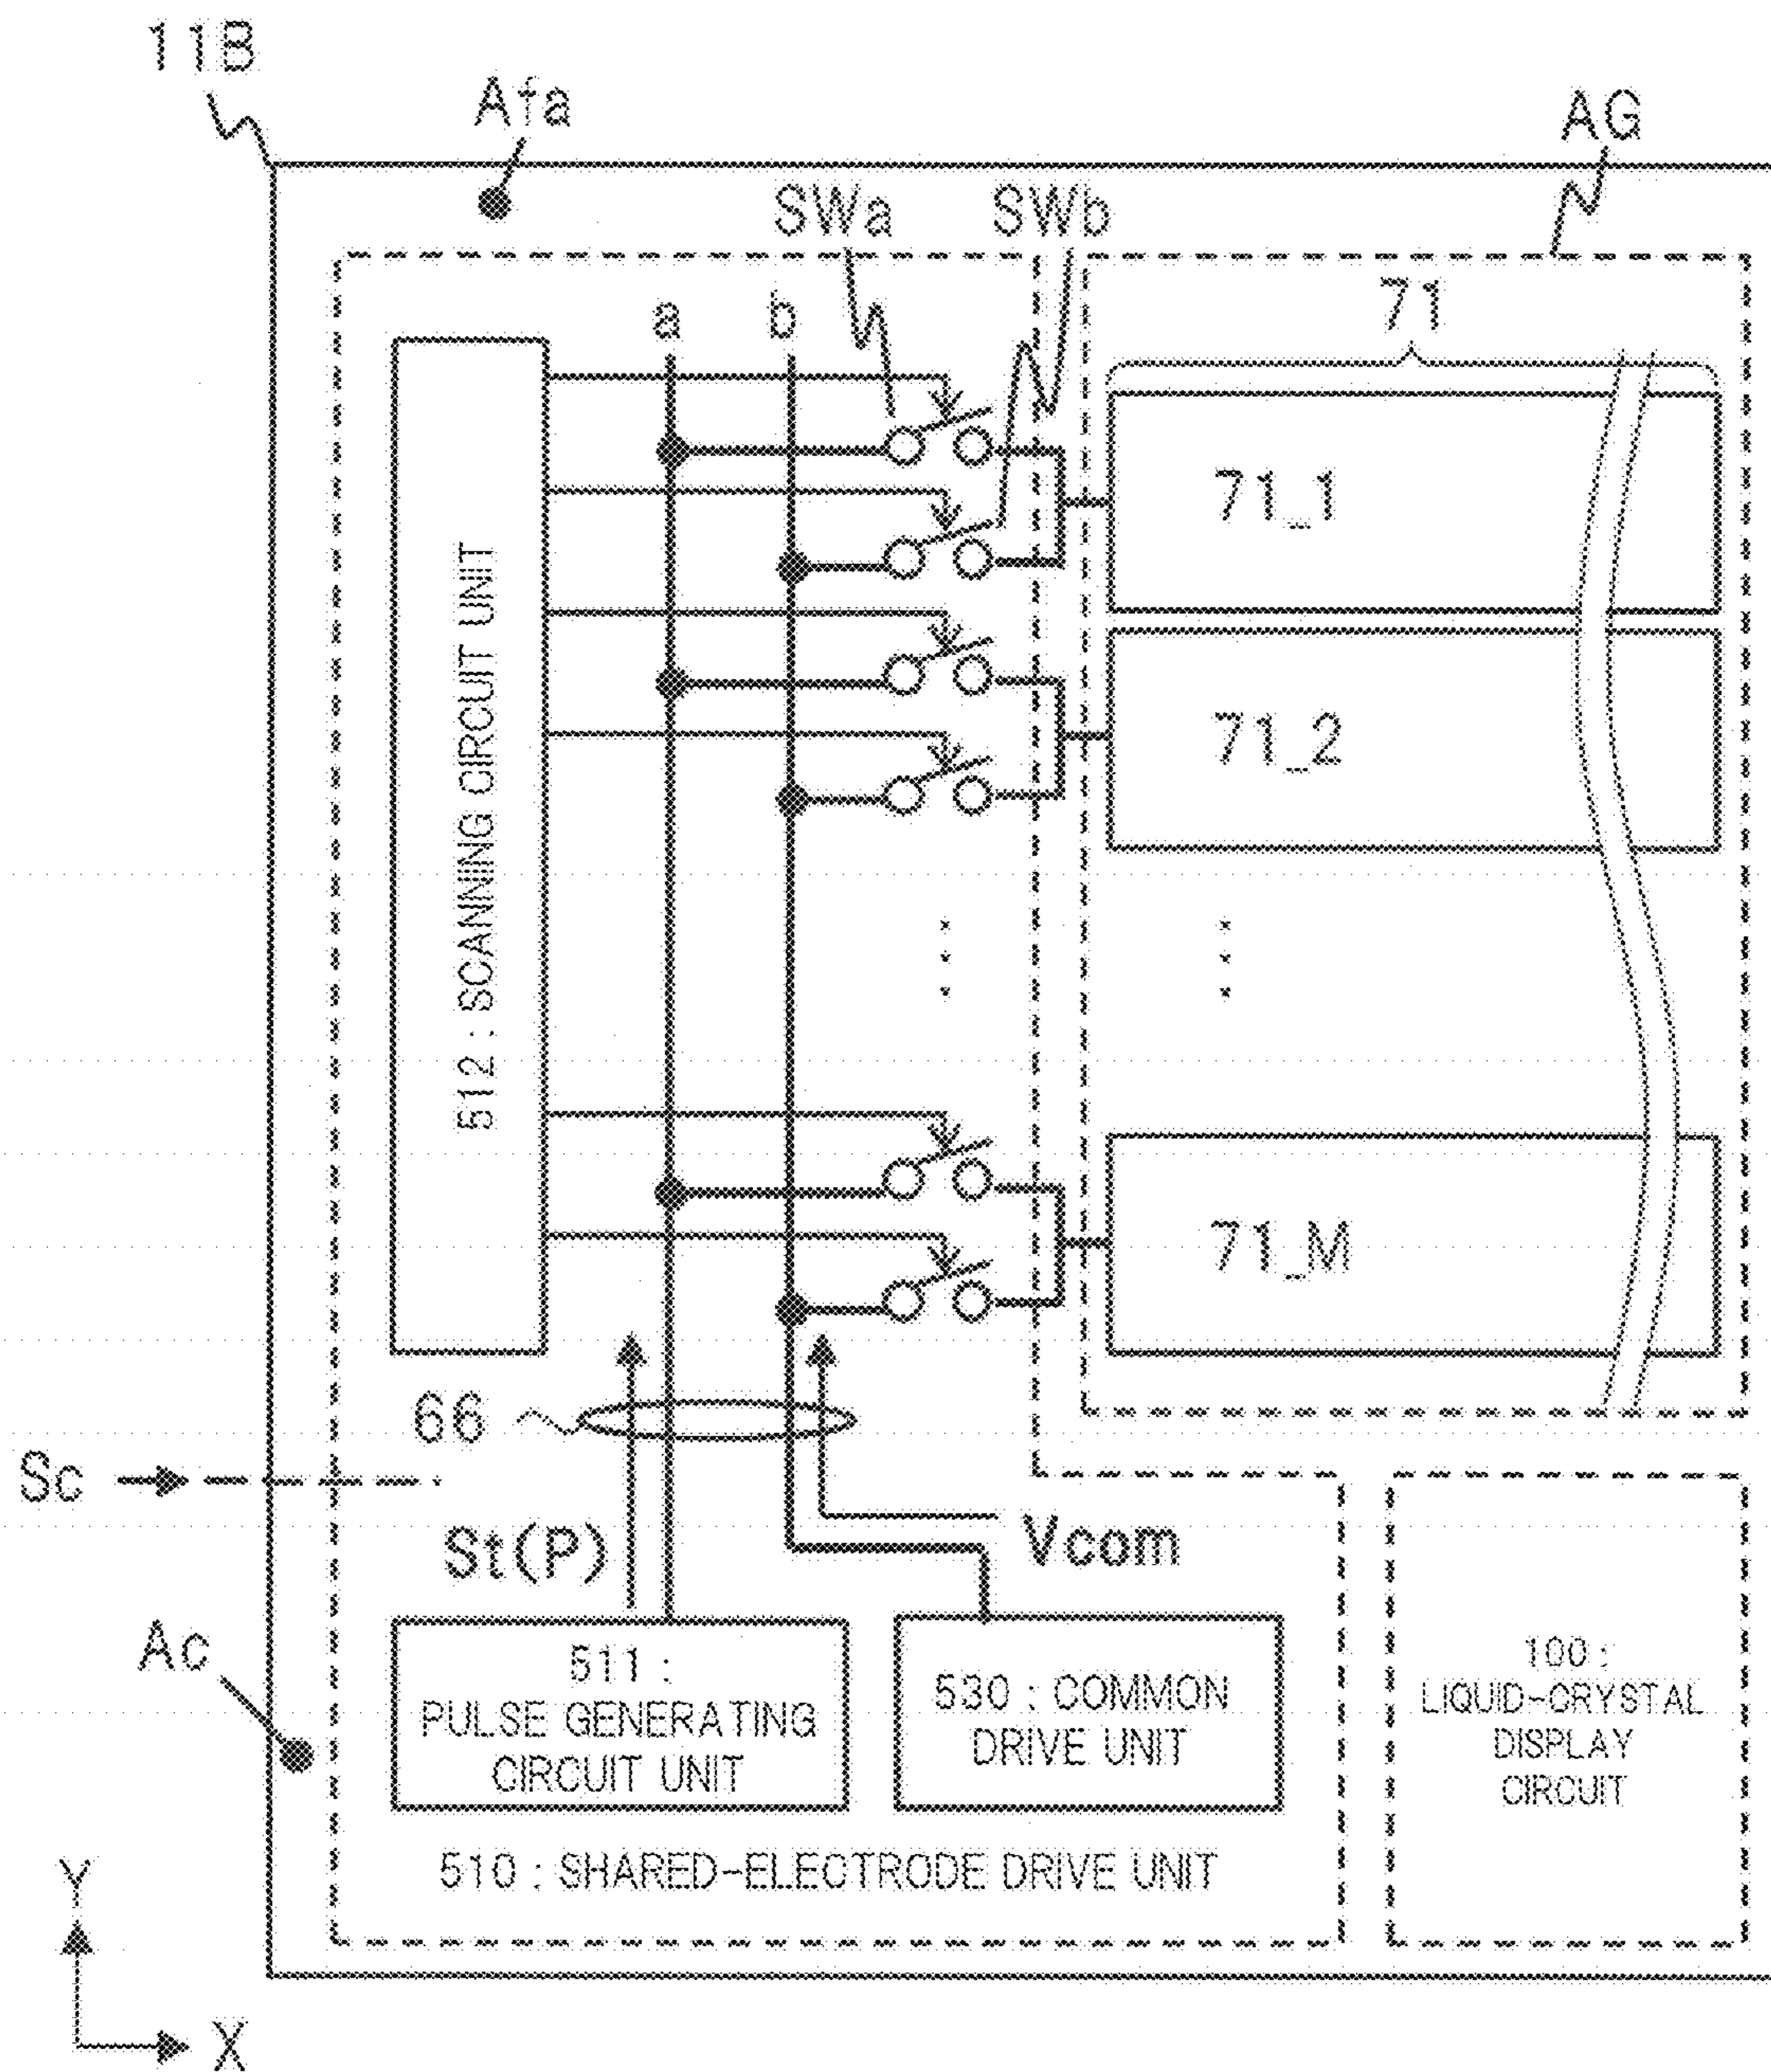 11B
Afa
AG
SWa
SWb
a
b
71
71_1
512 : SCANNING CIRCUIT UNIT
71_2
71_M
66
Sc
St(P)
Vcom
Ac
511 :
PULSE GENERATING
CIRCUIT UNIT
530 : COMMON
DRIVE UNIT
100 :
LIQUID-CRYSTAL
DISPLAY
CIRCUIT
510 : SHARED-ELECTRODE DRIVE UNIT
Y
X